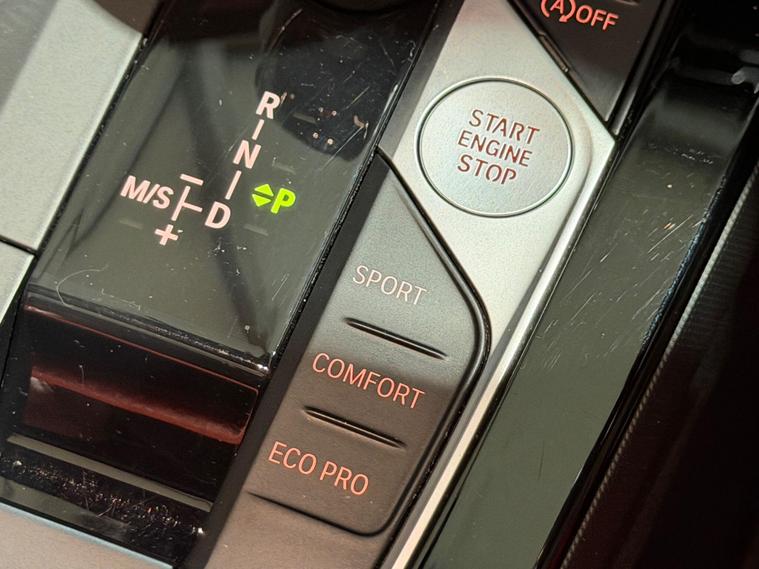 (A)OFF
START
ENGINE
STOP
R
N
D
P
M/S
–
+
SPORT
COMFORT
ECO PRO